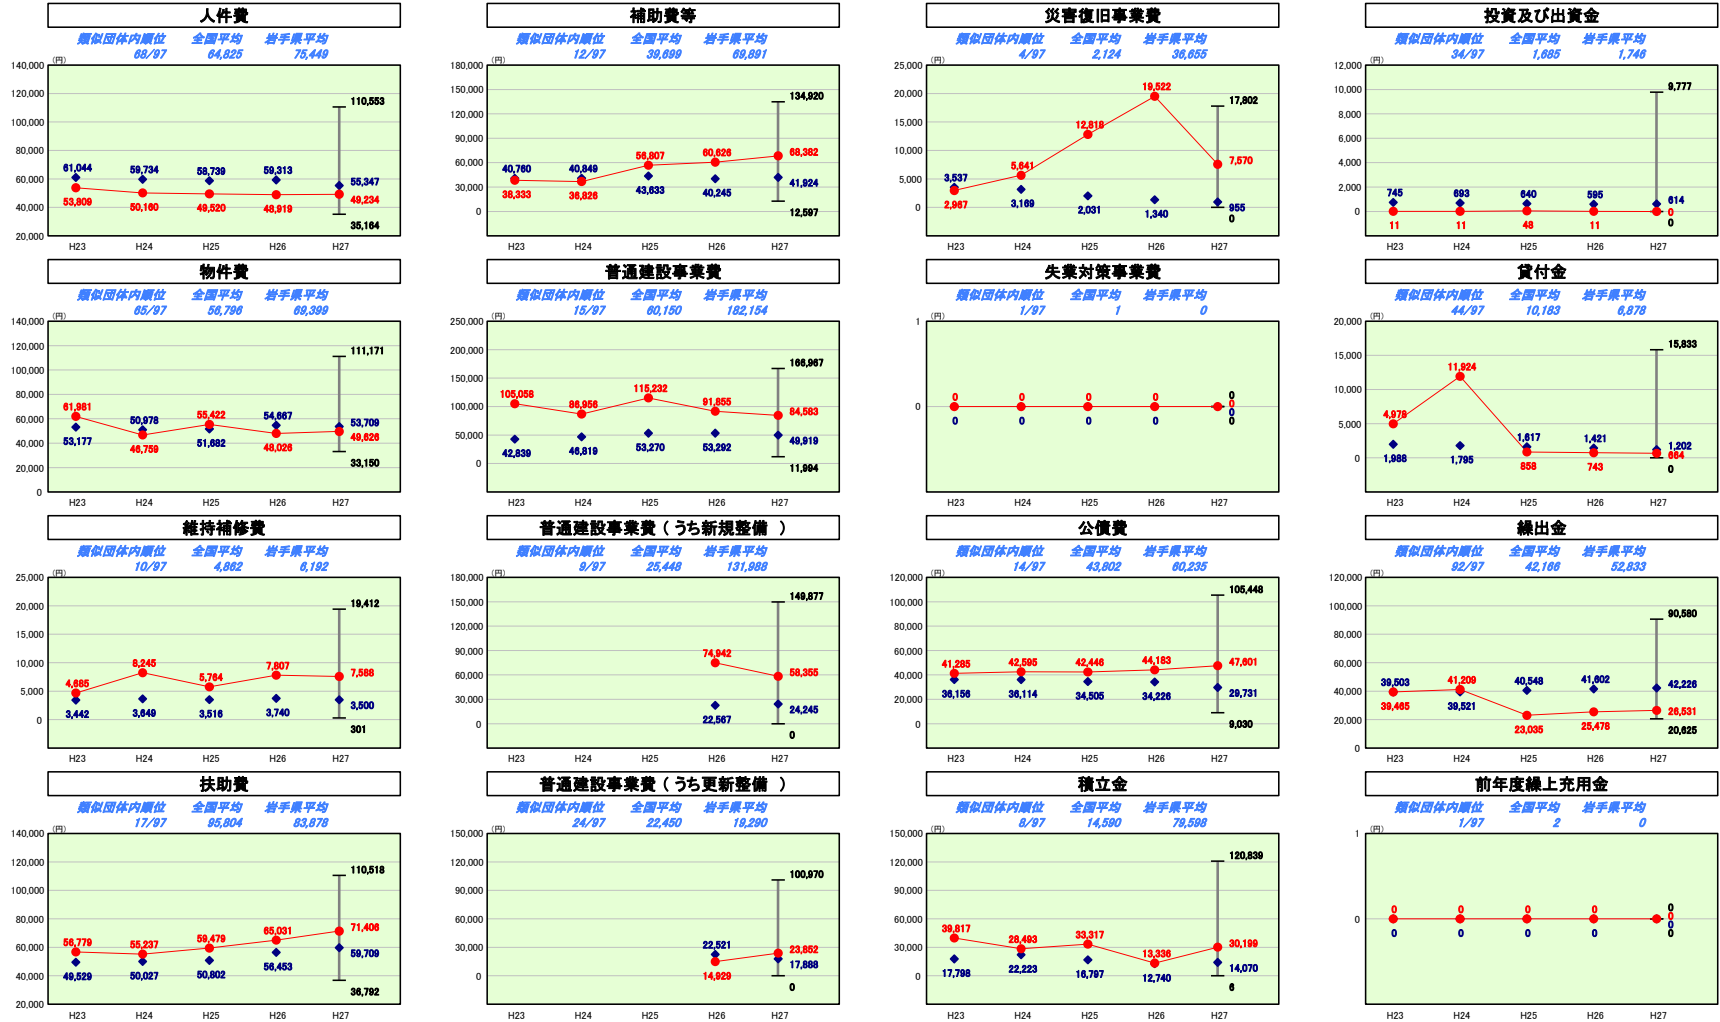 人件費
類似団体内順位 全国平均 岩手県平均
68/97 64,825 75,449
(円)
140,000
120,000
100,000
80,000
60,000
40,000
20,000
110,553
61,044 59,734 58,739 59,313 55,347
53,809 50,160 49,520 48,919 49,234
35,164
H23 H24 H25 H26 H27
補助費等
類似団体内順位 全国平均 岩手県平均
12/97 39,699 69,891
(円)
180,000
150,000
120,000
90,000
60,000
30,000
0
134,920
40,760 40,849 56,807 60,626 68,362
38,333 36,826 43,633 40,245 41,924
12,597
H23 H24 H25 H26 H27
災害復旧事業費
類似団体内順位 全国平均 岩手県平均
4/97 2,124 36,655
(円)
25,000
20,000
15,000
10,000
5,000
0
17,802
3,537 5,641 12,818 19,522 7,570
2,967 3,169 2,031 1,340 955
0
H23 H24 H25 H26 H27
投資及び出資金
類似団体内順位 全国平均 岩手県平均
34/97 1,685 1,746
(円)
12,000
10,000
8,000
6,000
4,000
2,000
0
9,777
745 693 640 595 614
11 11 48 11 0
0
H23 H24 H25 H26 H27
物件費
類似団体内順位 全国平均 岩手県平均
65/97 56,796 69,399
(円)
140,000
120,000
100,000
80,000
60,000
40,000
20,000
0
111,171
61,981 50,978 55,422 54,667 53,709
53,177 46,759 51,682 48,026 49,626
33,150
H23 H24 H25 H26 H27
普通建設事業費
類似団体内順位 全国平均 岩手県平均
15/97 60,150 182,154
(円)
250,000
200,000
150,000
100,000
50,000
0
166,967
105,058 86,956 115,232 91,855 84,583
42,839 46,819 53,270 53,292 49,919
11,994
H23 H24 H25 H26 H27
失業対策事業費
類似団体内順位 全国平均 岩手県平均
1/97 1 0
(円)
1
0
0
0 0 0 0 0
0 0 0 0 0
0
H23 H24 H25 H26 H27
貸付金
類似団体内順位 全国平均 岩手県平均
44/97 10,183 6,878
(円)
20,000
15,000
10,000
5,000
0
15,833
4,978 11,924 1,617 1,421 1,202
1,988 1,795 858 743 664
0
H23 H24 H25 H26 H27
維持補修費
類似団体内順位 全国平均 岩手県平均
10/97 4,862 6,192
(円)
25,000
20,000
15,000
10,000
5,000
0
19,412
4,685 8,245 5,764 7,807 7,588
3,442 3,649 3,516 3,740 3,500
301
H23 H24 H25 H26 H27
普通建設事業費（うち新規整備　）
類似団体内順位 全国平均 岩手県平均
9/97 25,448 131,988
(円)
180,000
150,000
120,000
90,000
60,000
30,000
0
149,877
74,942 58,355
22,567 24,245
0
H23 H24 H25 H26 H27
公債費
類似団体内順位 全国平均 岩手県平均
14/97 43,802 60,235
(円)
120,000
100,000
80,000
60,000
40,000
20,000
0
105,448
41,285 42,595 42,446 44,183 47,601
36,156 36,114 34,505 34,226 29,731
9,030
H23 H24 H25 H26 H27
繰出金
類似団体内順位 全国平均 岩手県平均
92/97 42,166 52,833
(円)
120,000
100,000
80,000
60,000
40,000
20,000
0
90,580
39,503 41,209 40,548 41,602 42,226
39,465 39,521 23,035 25,478 26,531
20,625
H23 H24 H25 H26 H27
扶助費
類似団体内順位 全国平均 岩手県平均
17/97 95,804 83,878
(円)
140,000
120,000
100,000
80,000
60,000
40,000
20,000
110,518
56,779 55,237 59,479 65,031 71,406
49,529 50,027 50,802 56,453 59,709
36,792
H23 H24 H25 H26 H27
普通建設事業費（うち更新整備　）
類似団体内順位 全国平均 岩手県平均
24/97 22,450 19,290
(円)
150,000
120,000
90,000
60,000
30,000
0
100,970
22,521 23,852
14,929 17,888
0
H23 H24 H25 H26 H27
積立金
類似団体内順位 全国平均 岩手県平均
8/97 14,590 79,598
(円)
150,000
120,000
90,000
60,000
30,000
0
120,839
39,817 28,493 33,317 13,336 30,199
17,798 22,223 16,797 12,740 14,070
6
H23 H24 H25 H26 H27
前年度繰上充用金
類似団体内順位 全国平均 岩手県平均
1/97 2 0
(円)
1
0
0
0 0 0 0 0
0 0 0 0 0
0
H23 H24 H25 H26 H27